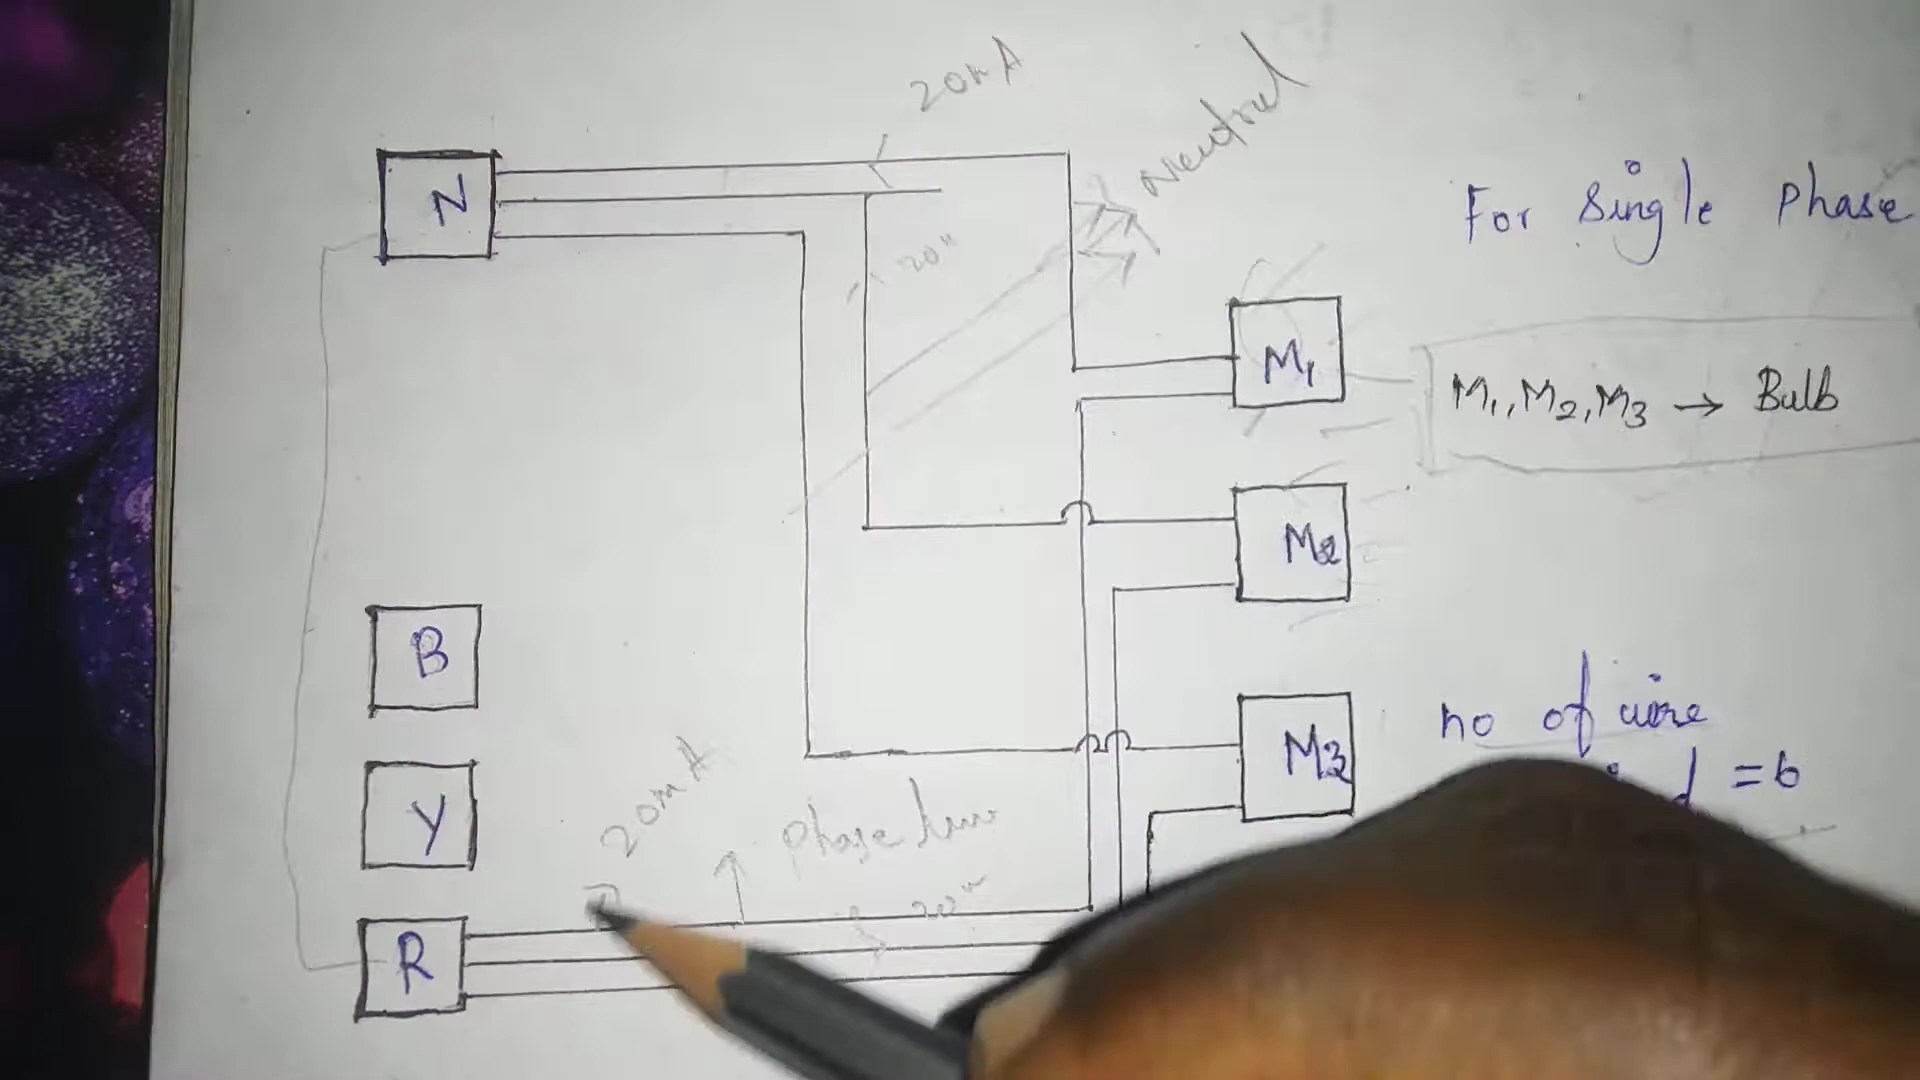 20mA
Neutral
N
20"
For Single Phase
M1
M1, M2, M3 → Bulb
M2
B
M3
no of wire
= 6
Y
20mA
Phase line
20m
R